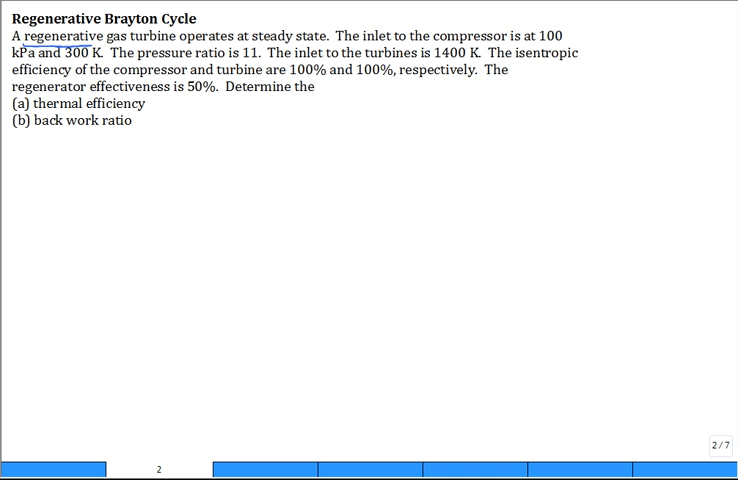 Regenerative Brayton Cycle
A regenerative gas turbine operates at steady state. The inlet to the compressor is at 100
kPa and 300 K. The pressure ratio is 11. The inlet to the turbines is 1400 K. The isentropic
efficiency of the compressor and turbine are 100% and 100%, respectively. The
regenerator effectiveness is 50%. Determine the
(a) thermal efficiency
(b) back work ratio
2/7
2